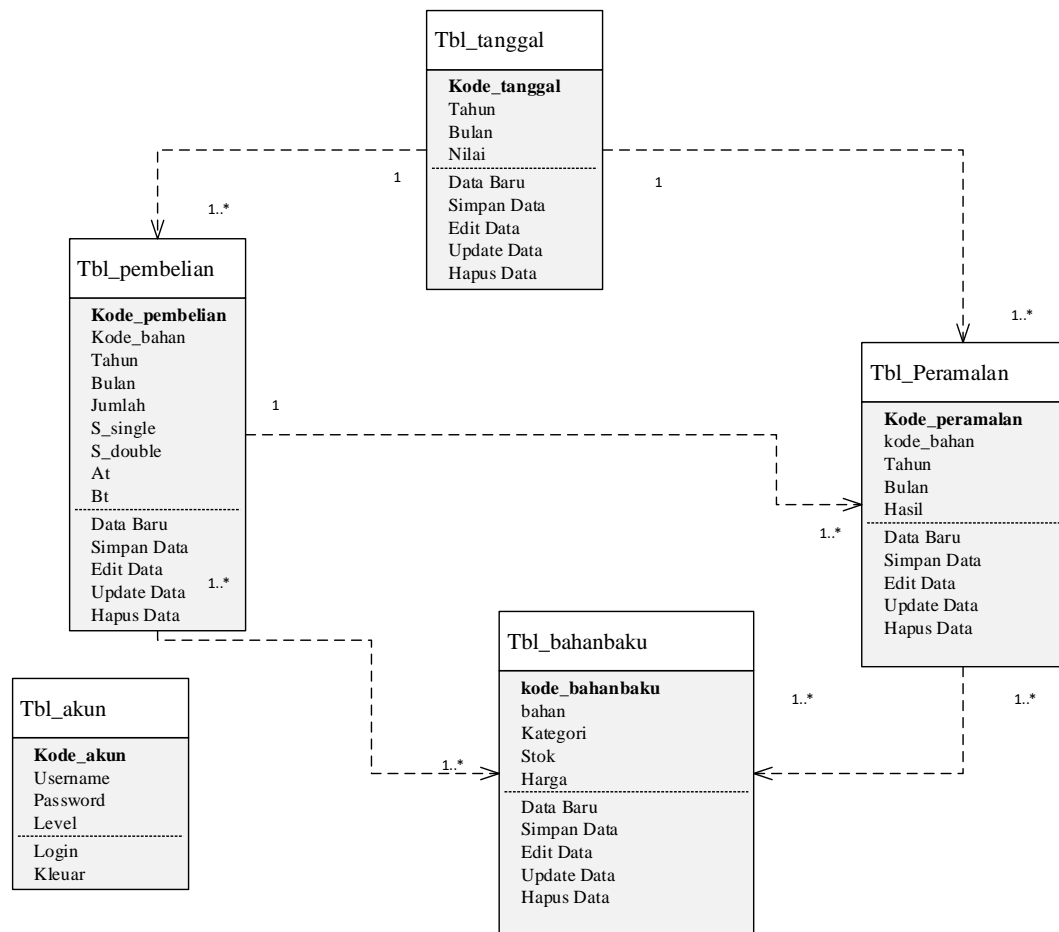 Tbl_tanggal
Kode_tanggal
Tahun
Bulan
Nilai
Data Baru
Simpan Data
Edit Data
Update Data
Hapus Data
1
1..*
1
1..*
Tbl_pembelian
Kode_pembelian
Kode_bahan
Tahun
Bulan
Jumlah
S_single
S_double
At
Bt
Data Baru
Simpan Data
Edit Data
Update Data
Hapus Data
1..*
1
1..*
Tbl_Peramalan
Kode_peramalan
kode_bahan
Tahun
Bulan
Hasil
Data Baru
Simpan Data
Edit Data
Update Data
Hapus Data
Tbl_bahanbaku
kode_bahanbaku
bahan
Kategori
Stok
Harga
Data Baru
Simpan Data
Edit Data
Update Data
Hapus Data
1..*
1..*
1..*
Tbl_akun
Kode_akun
Username
Password
Level
Login
Kleuar